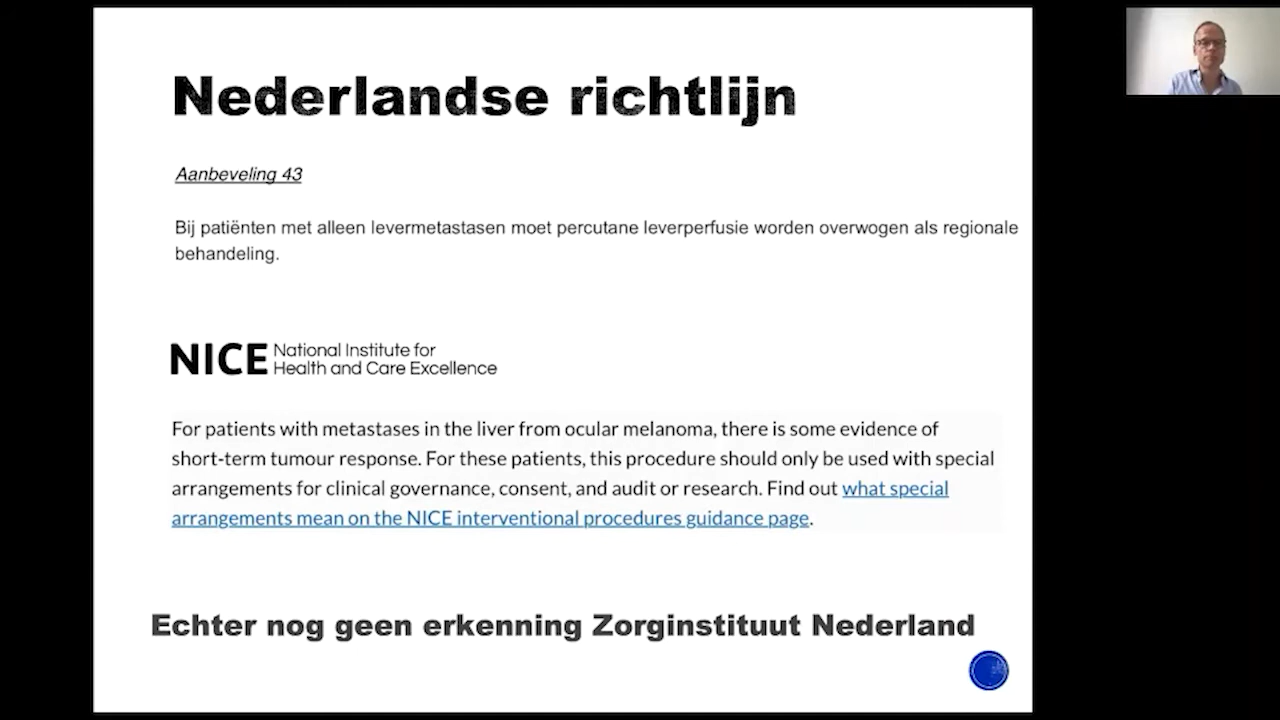 Nederlandse richtlijn
Aanbeveling 43
Bij patiënten met alleen levermetastasen moet percutane leverperfusie worden overwogen als regionale
behandeling.
NICE National Institute for
Health and Care Excellence
For patients with metastases in the liver from ocular melanoma, there is some evidence of
short-term tumour response. For these patients, this procedure should only be used with special
arrangements for clinical governance, consent, and audit or research. Find out what special
arrangements mean on the NICE interventional procedures guidance page.
Echter nog geen erkenning Zorginstituut Nederland